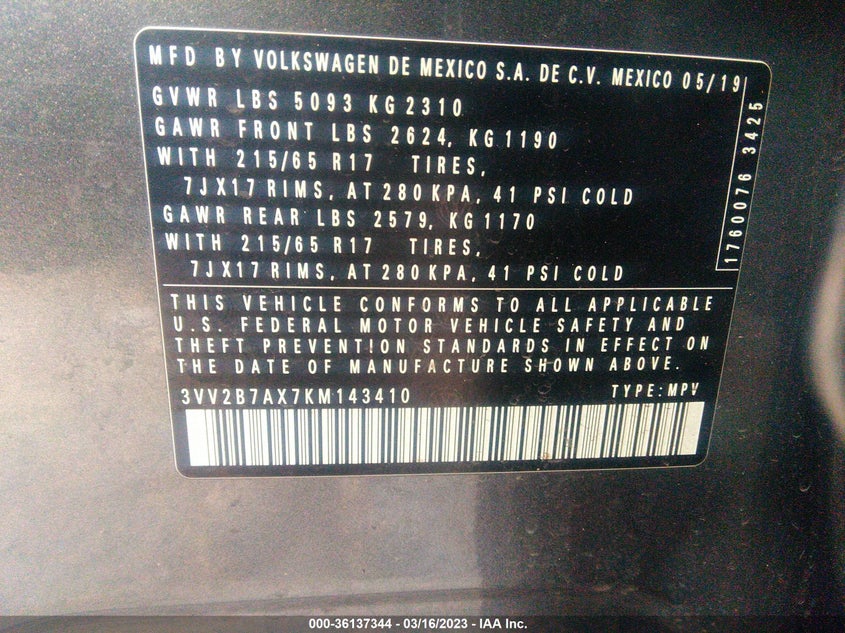 MFD BY VOLKSWAGEN DE MEXICO S.A. DE C.V. MEXICO 05/19
GVWR LBS 5093 KG 2310
GAWR FRONT LBS 2624, KG 1190
WITH 215/65 R17 TIRES,
7JX17 RIMS, AT 280 KPA, 41 PSI COLD
GAWR REAR LBS 2579, KG 1170
WITH 215/65 R17 TIRES,
7JX17 RIMS, AT 280 KPA, 41 PSI COLD
1760076 3425
THIS VEHICLE CONFORMS TO ALL APPLICABLE
U.S. FEDERAL MOTOR VEHICLE SAFETY AND
THEFT PREVENTION STANDARDS IN EFFECT ON
THE DATE OF MANUFACTURE SHOWN ABOVE.
3VV2B7AX7KM143410 TYPE: MPV
000-36137344 - 03/16/2023 - IAA Inc.